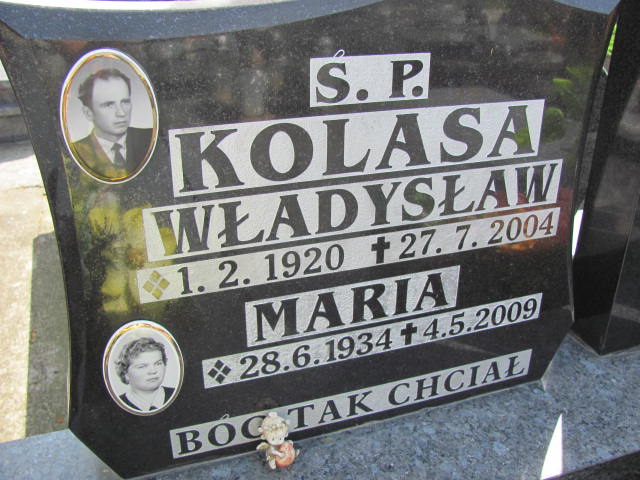 Ś. P.
KOLASA
WŁADYSŁAW
1. 2. 1920 ✝ 27. 7. 2004
MARIA
28.6.1934 ✝ 4.5.2009
BÓG TAK CHCIAŁ